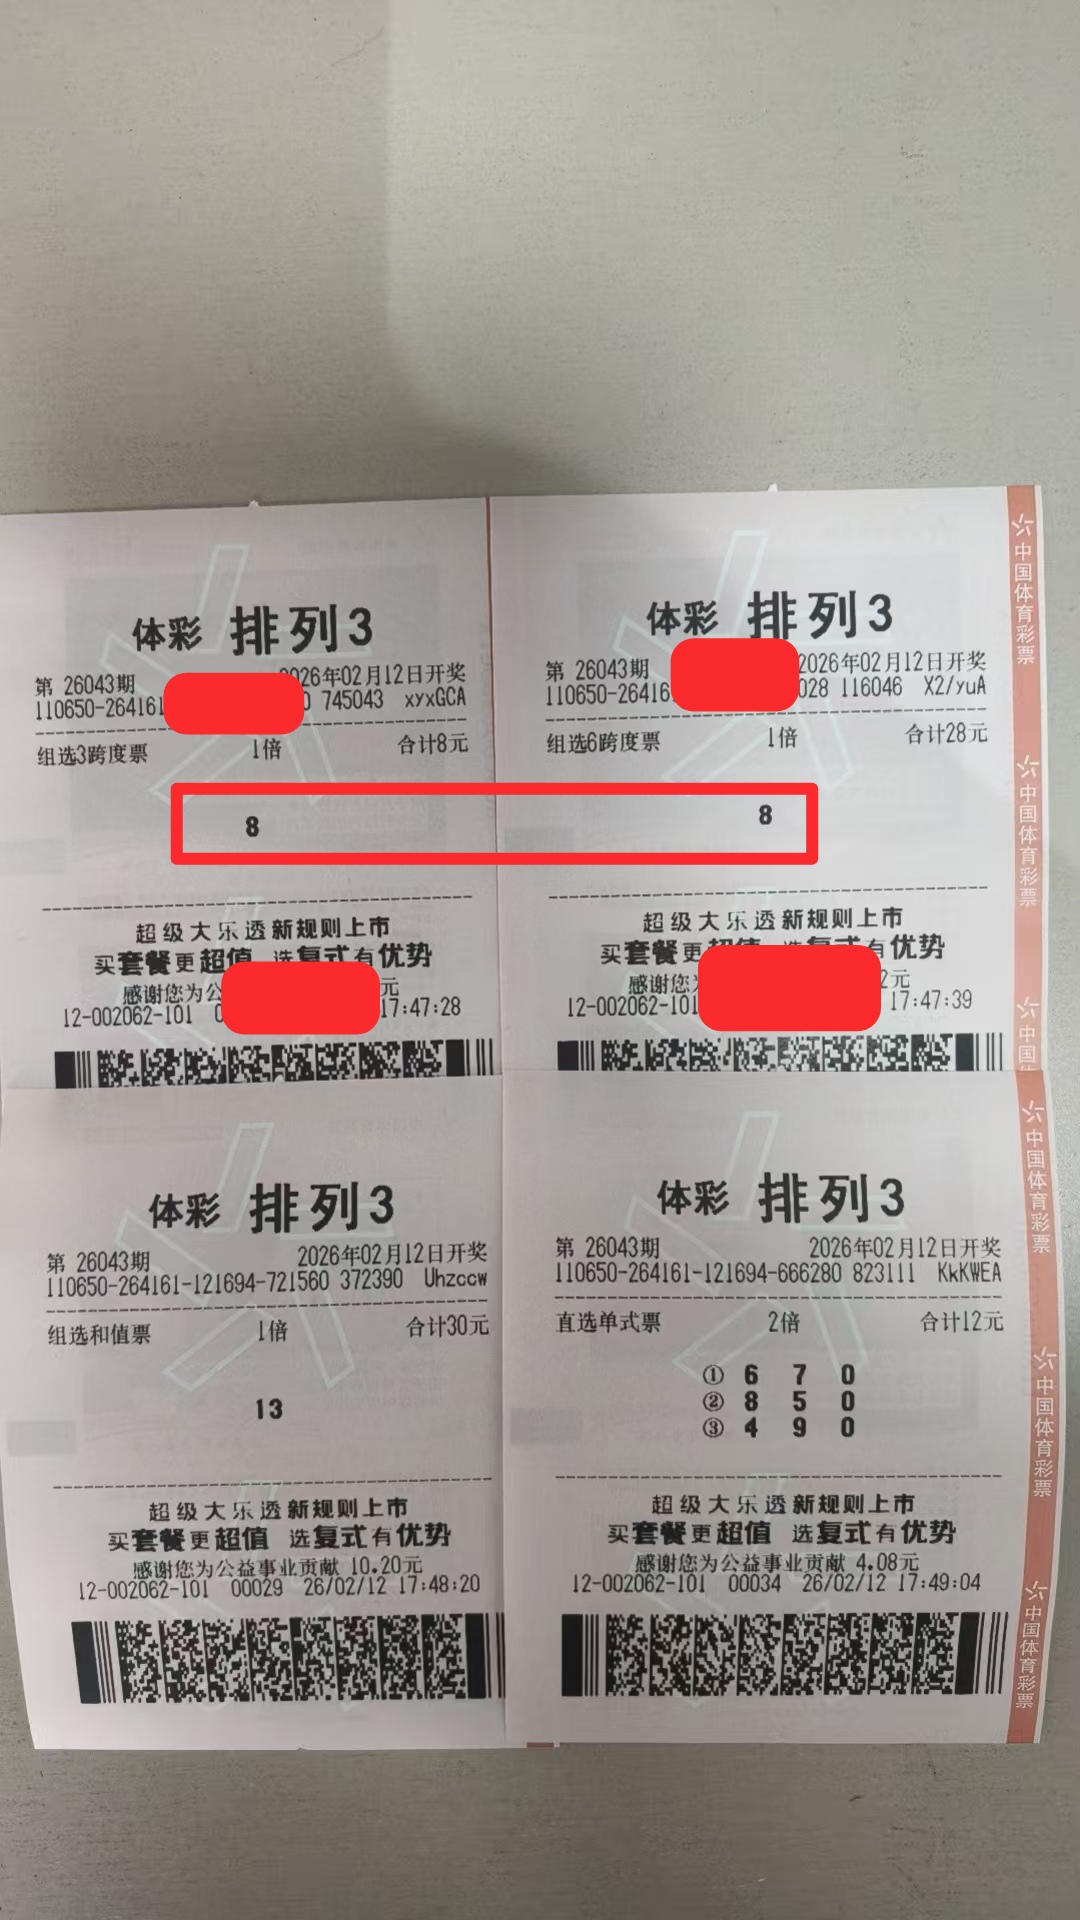 体彩 排列3
第 26043期 2026年02月12日开奖
110650-264161 745043 xyxGCA
组选3跨度票 1倍 合计8元
8
超级大乐透新规则上市
买套餐更超值 选复式有优势
感谢您为公 元
12-002062-101 17:47:28
体彩 排列3
第 26043期 2026年02月12日开奖
110650-26416 028 116046 X2/yuA
组选6跨度票 1倍 合计28元
8
超级大乐透新规则上市
买套餐更超值 选复式有优势
感谢您为 2元
12-002062-101 17:47:39
体彩 排列3
第 26043期 2026年02月12日开奖
110650-264161-121694-721560 372390 Uhzccw
组选和值票 1倍 合计30元
13
超级大乐透新规则上市
买套餐更超值 选复式有优势
感谢您为公益事业贡献 10.20元
12-002062-101 00029 26/02/12 17:48:20
体彩 排列3
第 26043期 2026年02月12日开奖
110650-264161-121694-666280 823111 KkKWEA
直选单式票 2倍 合计12元
① 6 7 0
② 8 5 0
③ 4 9 0
超级大乐透新规则上市
买套餐更超值 选复式有优势
感谢您为公益事业贡献 4.08元
12-002062-101 00034 26/02/12 17:49:04
中国体育彩票
中国体育彩票
中国体
中国体育彩票
中国体育彩票
中国体育彩票